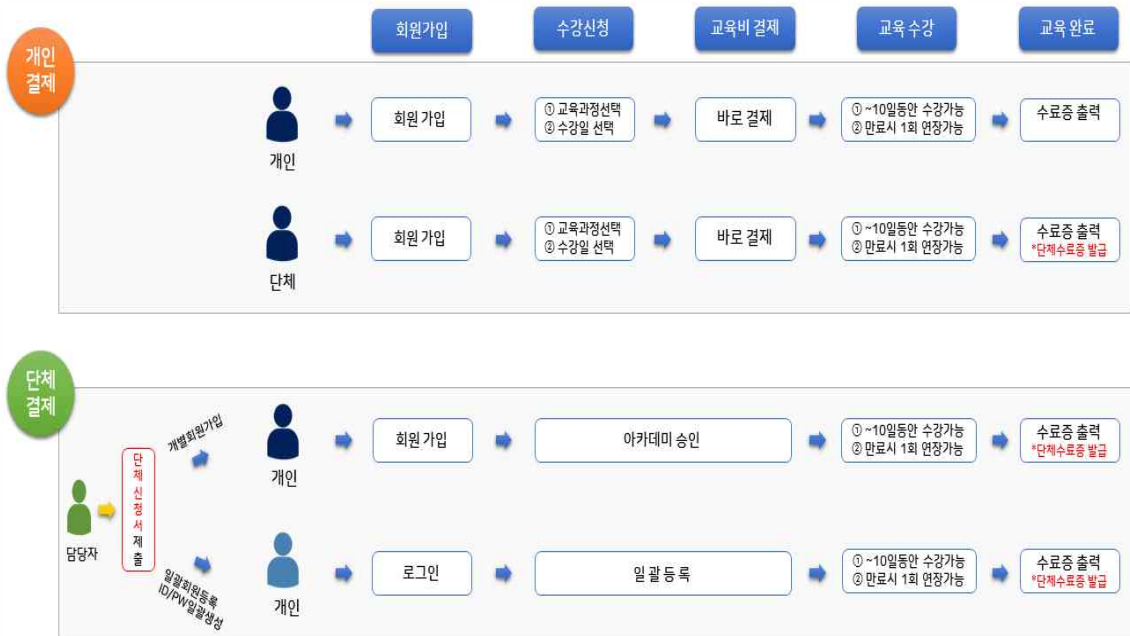 회원가입
수강신청
교육비 결제
교육 수강
교육 완료
개인
결제
개인
회원 가입
① 교육과정선택
② 수강일 선택
바로 결제
① ~10일동안 수강가능
② 만료시 1회 연장가능
수료증 출력
단체
회원 가입
① 교육과정선택
② 수강일 선택
바로 결제
① ~10일동안 수강가능
② 만료시 1회 연장가능
수료증 출력
*단체수료증 발급
단체
결제
담당자
단체신청서 제출
개별회원가입
개인
회원 가입
아카데미 승인
① ~10일동안 수강가능
② 만료시 1회 연장가능
수료증 출력
*단체수료증 발급
일괄회원등록
ID/PW일괄생성
개인
로그인
일 괄 등 록
① ~10일동안 수강가능
② 만료시 1회 연장가능
수료증 출력
*단체수료증 발급